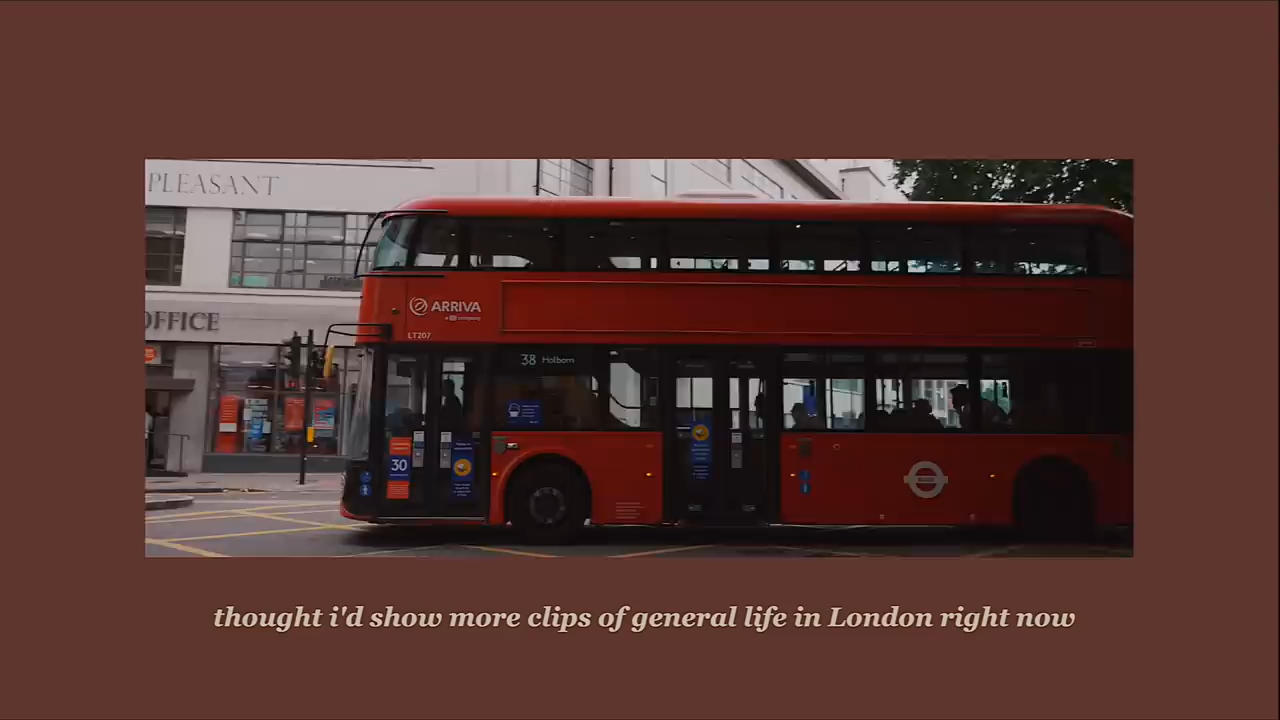 PLEASANT
OFFICE
ARRIVA
LT207
38 Holborn
30
thought i'd show more clips of general life in London right now